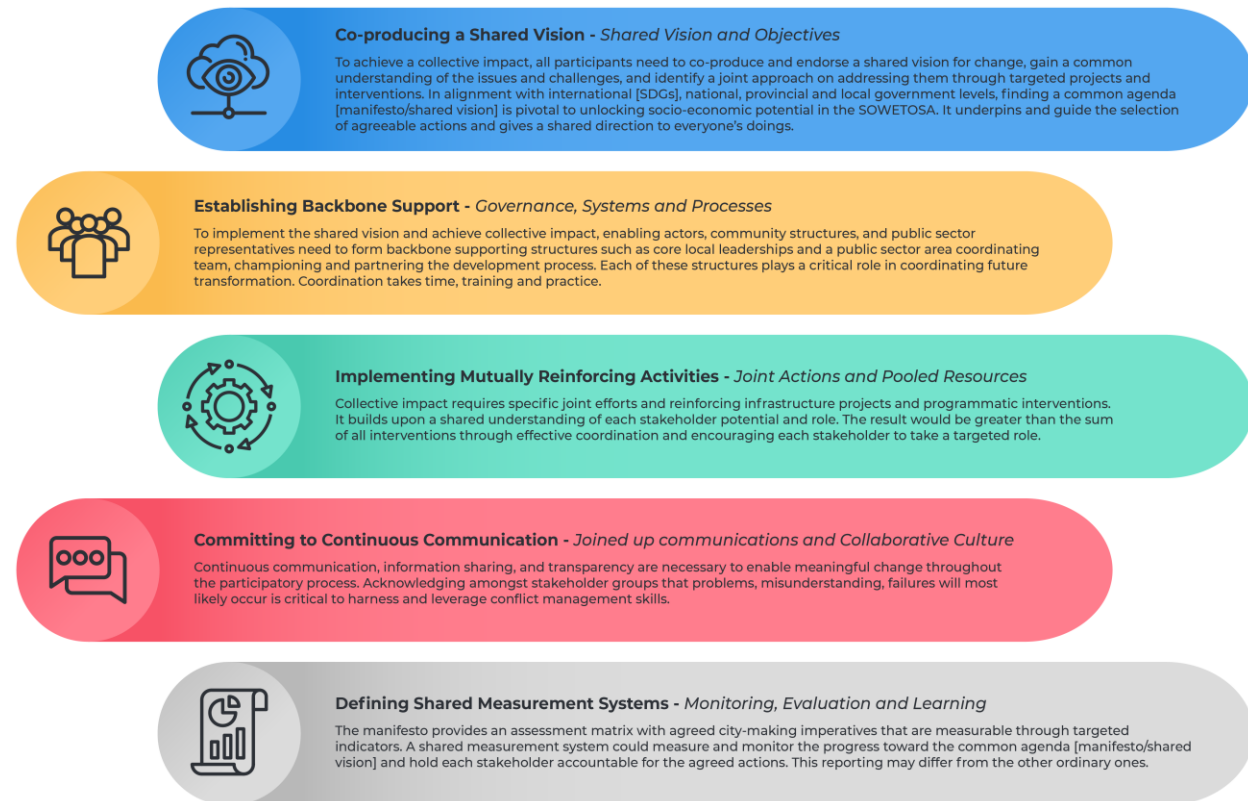 Co-producing a Shared Vision - Shared Vision and Objectives
To achieve a collective impact, all participants need to co-produce and endorse a shared vision for change, gain a common
understanding of the issues and challenges, and identify a joint approach on addressing them through targeted projects and
interventions. In alignment with international [SDGs], national, provincial and local government levels, finding a common agenda
[manifesto/shared vision] is pivotal to unlocking socio-economic potential in the SOWETOSA. It underpins and guide the selection
of agreeable actions and gives a shared direction to everyone's doings.
Establishing Backbone Support - Governance, Systems and Processes
To implement the shared vision and achieve collective impact, enabling actors, community structures, and public sector
representatives need to form backbone supporting structures such as core local leaderships and a public sector area coordinating
team, championing and partnering the development process. Each of these structures plays a critical role in coordinating future
transformation. Coordination takes time, training and practice.
Implementing Mutually Reinforcing Activities - Joint Actions and Pooled Resources
Collective impact requires specific joint efforts and reinforcing infrastructure projects and programmatic interventions.
It builds upon a shared understanding of each stakeholder potential and role. The result would be greater than the sum
of all interventions through effective coordination and encouraging each stakeholder to take a targeted role.
Committing to Continuous Communication - Joined up communications and Collaborative Culture
Continuous communication, information sharing, and transparency are necessary to enable meaningful change throughout
the participatory process. Acknowledging amongst stakeholder groups that problems, misunderstanding, failures will most
likely occur is critical to harness and leverage conflict management skills.
Defining Shared Measurement Systems - Monitoring, Evaluation and Learning
The manifesto provides an assessment matrix with agreed city-making imperatives that are measurable through targeted
indicators. A shared measurement system could measure and monitor the progress toward the common agenda [manifesto/shared
vision] and hold each stakeholder accountable for the agreed actions. This reporting may differ from the other ordinary ones.